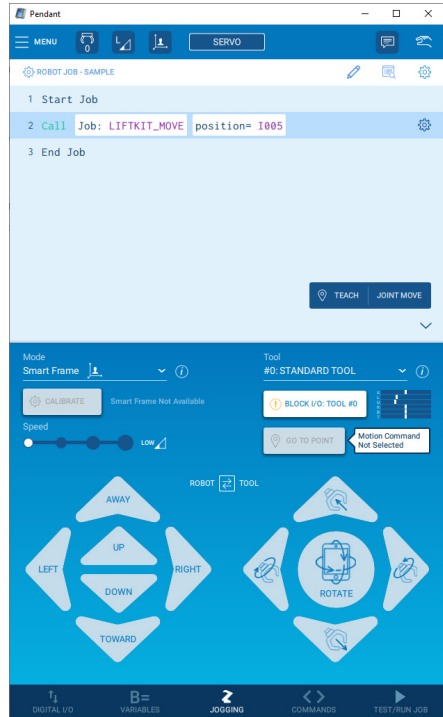 Pendant
MENU 0 SERVO
ROBOT JOB - SAMPLE
1 Start Job
2 Call Job: LIFTKIT_MOVE position= I005
3 End Job
TEACH JOINT MOVE
Mode Tool
Smart Frame #0: STANDARD TOOL
CALIBRATE Smart Frame Not Available BLOCK I/O: TOOL #0
S L U R B T
Speed
LOW GO TO POINT Motion Command
Not Selected
ROBOT TOOL
AWAY
UP
LEFT RIGHT
DOWN ROTATE
TOWARD
DIGITAL I/O B= VARIABLES JOGGING COMMANDS TEST/RUN JOB